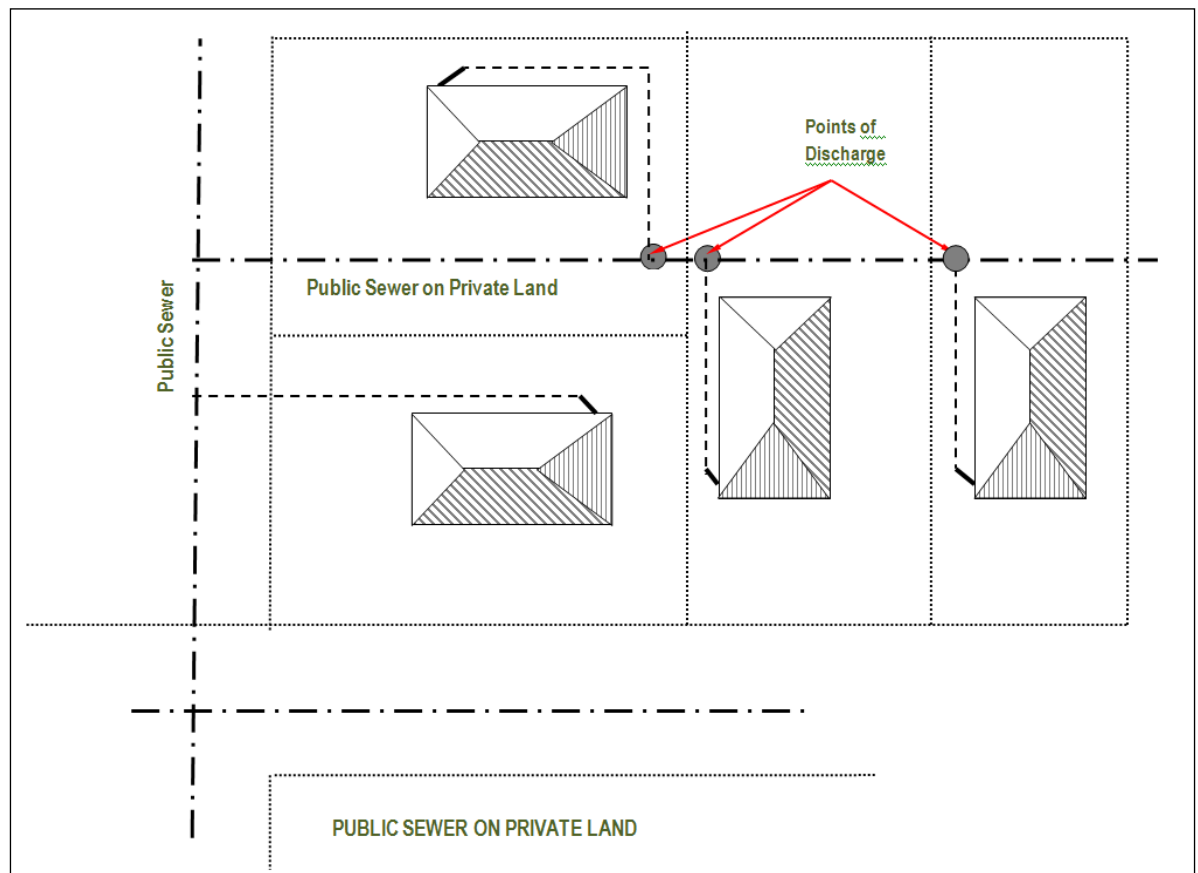 Points of
Discharge
Public Sewer on Private Land
Public Sewer
PUBLIC SEWER ON PRIVATE LAND